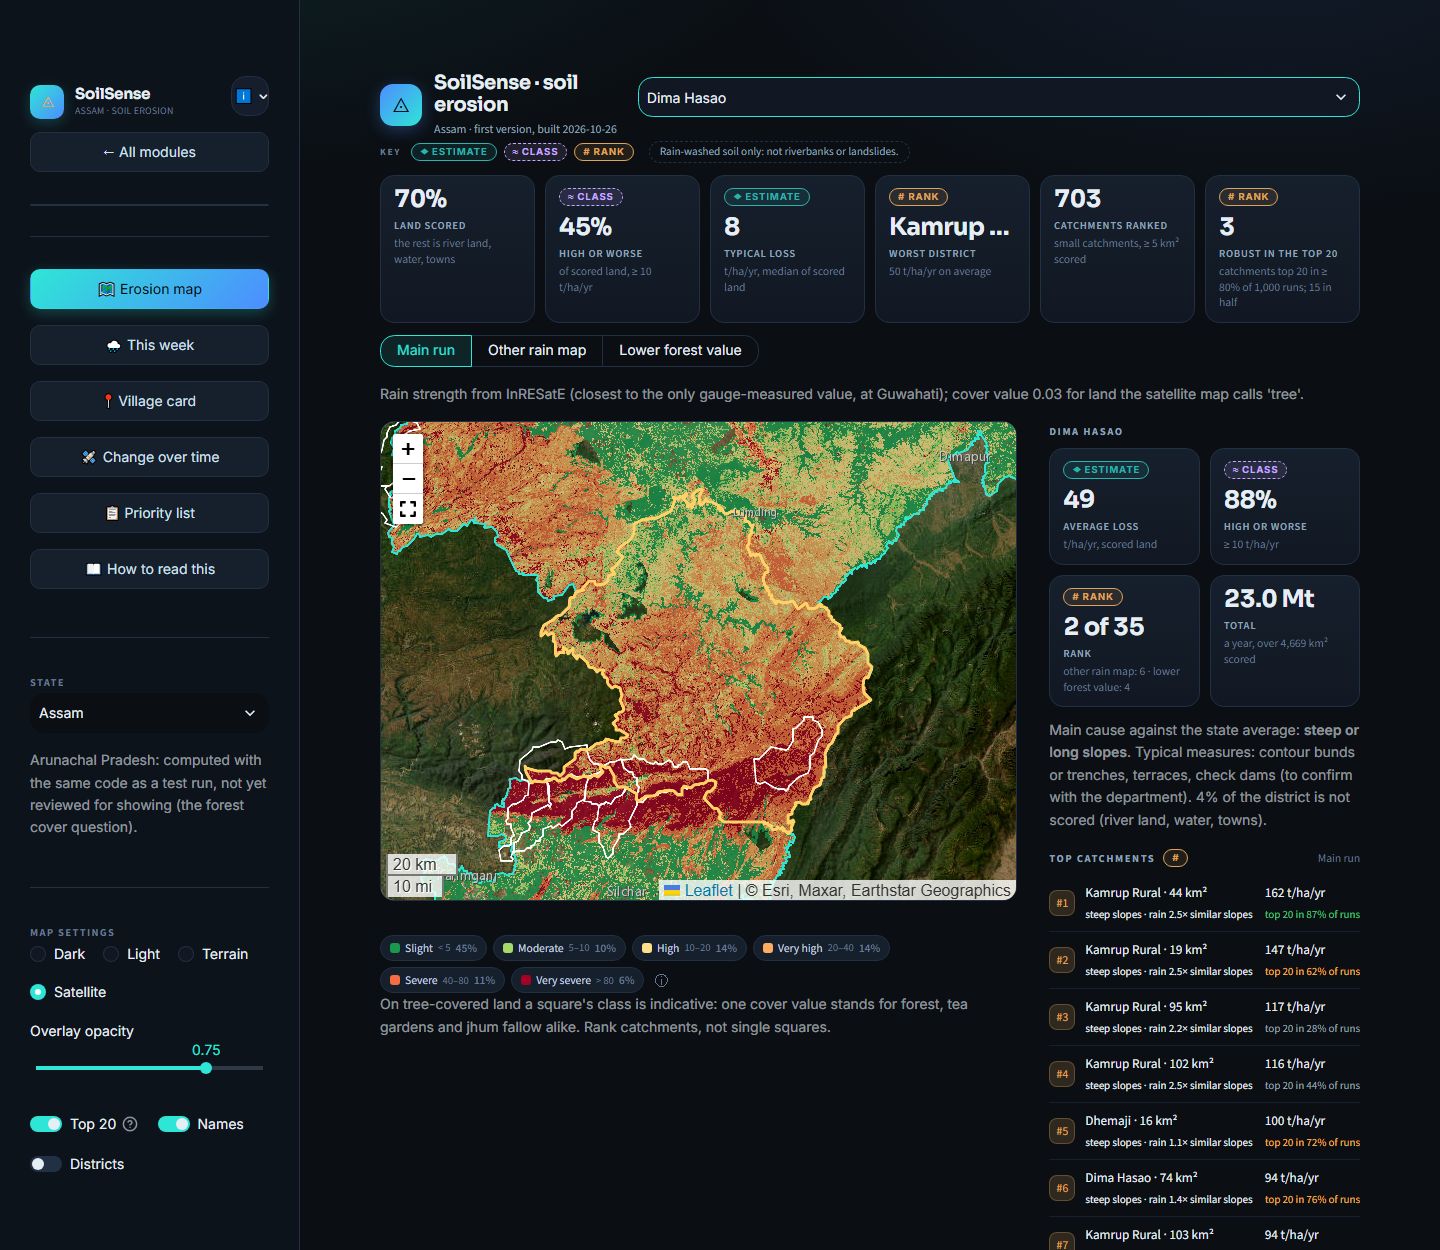 SoilSense
ASSAM · SOIL EROSION
← All modules
Erosion map
This week
Village card
Change over time
Priority list
How to read this
STATE
Assam
Arunachal Pradesh: computed with
the same code as a test run, not yet
reviewed for showing (the forest
cover question).
MAP SETTINGS
Dark
Light
Terrain
Satellite
Overlay opacity
0.75
Top 20
Names
Districts
SoilSense · soil
erosion
Assam · first version, built 2026-10-26
Dima Hasao
KEY
ESTIMATE
≈ CLASS
# RANK
Rain-washed soil only: not riverbanks or landslides.
70%
LAND SCORED
the rest is river land,
water, towns
≈ CLASS
45%
HIGH OR WORSE
of scored land, ≥ 10
t/ha/yr
ESTIMATE
8
TYPICAL LOSS
t/ha/yr, median of scored
land
# RANK
Kamrup ...
WORST DISTRICT
50 t/ha/yr on average
703
CATCHMENTS RANKED
small catchments, ≥ 5 km²
scored
# RANK
3
ROBUST IN THE TOP 20
catchments top 20 in ≥
80% of 1,000 runs; 15 in
half
Main run
Other rain map
Lower forest value
Rain strength from InRESatE (closest to the only gauge-measured value, at Guwahati); cover value 0.03 for land the satellite map calls 'tree'.
+
−
Dimapur
Lumding
Silchar
20 km
10 mi
Leaflet | © Esri, Maxar, Earthstar Geographics
Slight < 5 45%
Moderate 5–10 10%
High 10–20 14%
Very high 20–40 14%
Severe 40–80 11%
Very severe > 80 6%
On tree-covered land a square's class is indicative: one cover value stands for forest, tea
gardens and jhum fallow alike. Rank catchments, not single squares.
DIMA HASAO
ESTIMATE
49
AVERAGE LOSS
t/ha/yr, scored land
≈ CLASS
88%
HIGH OR WORSE
≥ 10 t/ha/yr
# RANK
2 of 35
RANK
other rain map: 6 · lower
forest value: 4
23.0 Mt
TOTAL
a year, over 4,669 km²
scored
Main cause against the state average: steep or
long slopes. Typical measures: contour bunds
or trenches, terraces, check dams (to confirm
with the department). 4% of the district is not
scored (river land, water, towns).
TOP CATCHMENTS #
Main run
#1
Kamrup Rural · 44 km² 162 t/ha/yr
steep slopes · rain 2.5× similar slopes top 20 in 87% of runs
#2
Kamrup Rural · 19 km² 147 t/ha/yr
steep slopes · rain 2.5× similar slopes top 20 in 62% of runs
#3
Kamrup Rural · 95 km² 117 t/ha/yr
steep slopes · rain 2.2× similar slopes top 20 in 28% of runs
#4
Kamrup Rural · 102 km² 116 t/ha/yr
steep slopes · rain 2.5× similar slopes top 20 in 44% of runs
#5
Dhemaji · 16 km² 100 t/ha/yr
steep slopes · rain 1.1× similar slopes top 20 in 72% of runs
#6
Dima Hasao · 74 km² 94 t/ha/yr
steep slopes · rain 1.4× similar slopes top 20 in 76% of runs
#7
Kamrup Rural · 103 km² 94 t/ha/yr